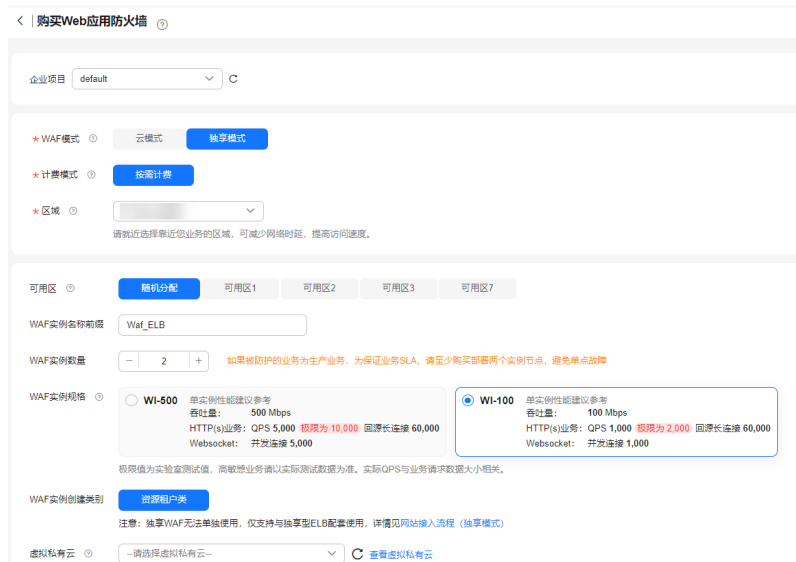 购买Web应用防火墙
企业项目 default
WAF模式 云模式 独享模式
计费模式 按需计费
区域
请就近选择靠近您业务的区域，可减少网络时延，提高访问速度。
可用区 随机分配 可用区1 可用区2 可用区3 可用区7
WAF实例名称前缀 Waf_ELB
WAF实例数量 2 如果被防护的业务为生产业务，为保证业务SLA，请至少购买部署两个实例节点，避免单点故障
WAF实例规格
WI-500 单实例性能建议参考
吞吐量： 500 Mbps
HTTP(s)业务： QPS 5,000 极限为 10,000 回源长连接 60,000
Websocket： 并发连接 5,000
WI-100 单实例性能建议参考
吞吐量： 100 Mbps
HTTP(s)业务： QPS 1,000 极限为 2,000 回源长连接 60,000
Websocket： 并发连接 1,000
极限值为实验室测试值，高敏感业务请以实际测试数据为准。实际QPS与业务请求数据大小相关。
WAF实例创建类别 资源租户类
注意：独享WAF无法单独使用，仅支持与独享型ELB配套使用，详情见网站接入流程（独享模式）
虚拟私有云 --请选择虚拟私有云-- 查看虚拟私有云